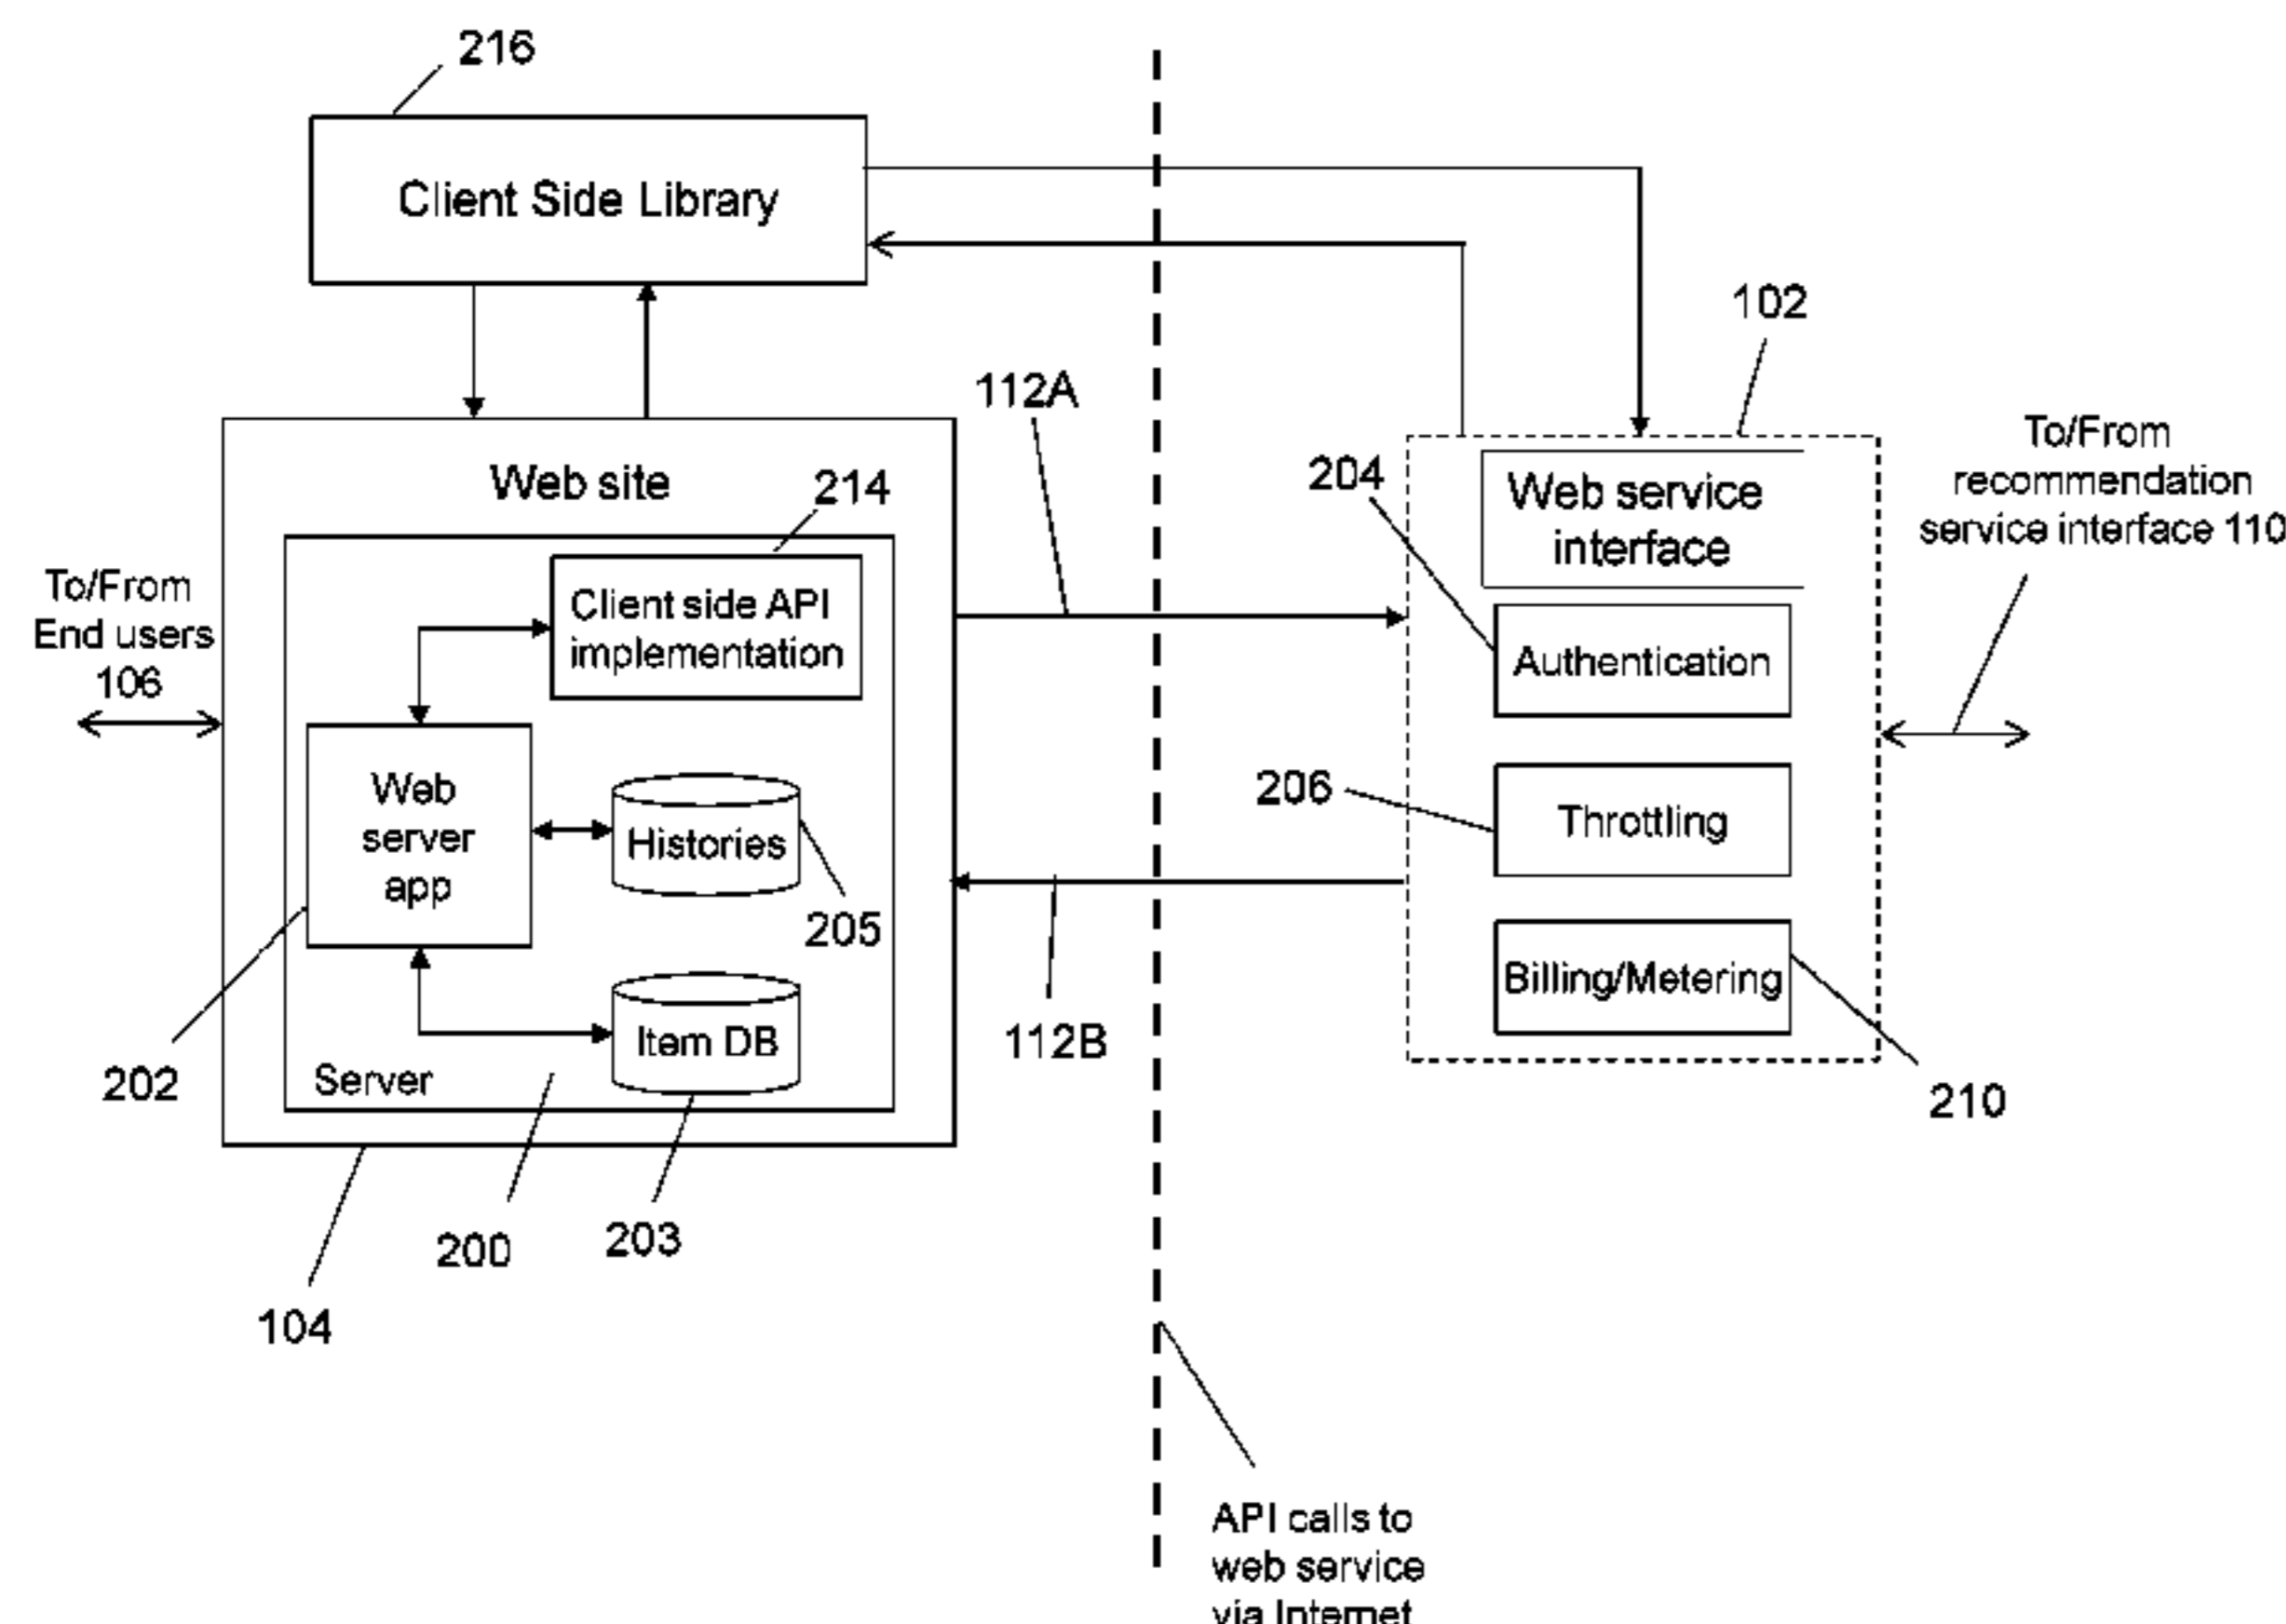 216
Client Side Library
102
112A
To/From
recommendation
service interface 110
204
Web service
interface
Web site
214
To/From
End users
106
Client side API
implementation
Authentication
Web
server
app
Histories
205
206
Throttling
202
Server
Item DB
112B
Billing/Metering
210
200
203
104
API calls to
web service
via Internet